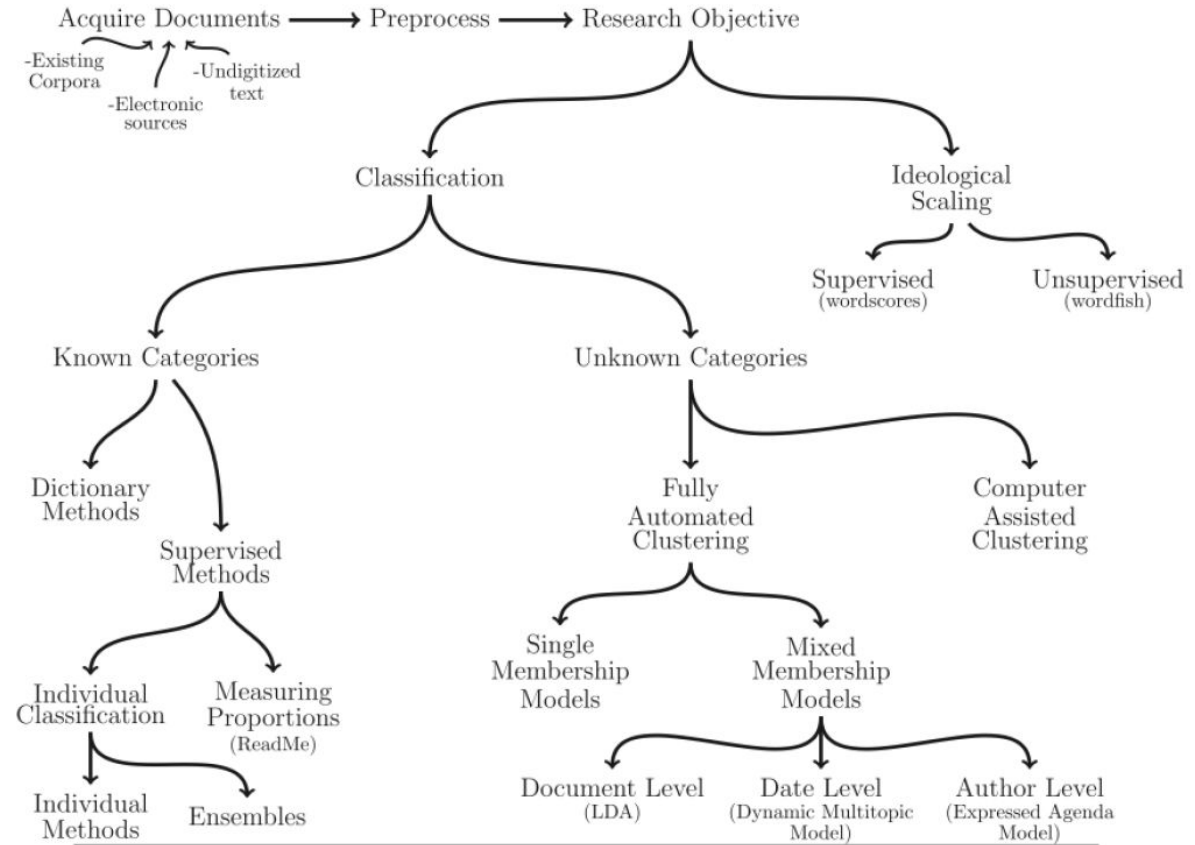 Acquire Documents
Preprocess
Research Objective
-Existing
Corpora
-Electronic
sources
-Undigitized
text
Classification
Ideological
Scaling
Supervised
(wordscores)
Unsupervised
(wordfish)
Known Categories
Unknown Categories
Dictionary
Methods
Supervised
Methods
Fully
Automated
Clustering
Computer
Assisted
Clustering
Individual
Classification
Measuring
Proportions
(ReadMe)
Single
Membership
Models
Mixed
Membership
Models
Individual
Methods
Ensembles
Document Level
(LDA)
Date Level
(Dynamic Multitopic
Model)
Author Level
(Expressed Agenda
Model)